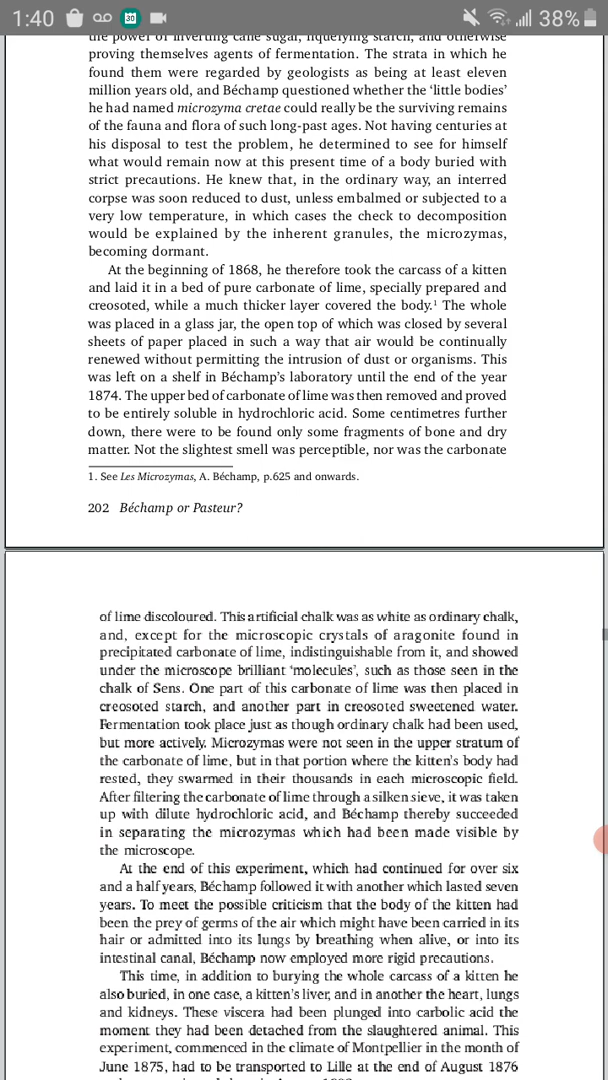 1:40
30
38%
the power of inverting cane sugar, liquefying starch, and otherwise
proving themselves agents of fermentation. The strata in which he
found them were regarded by geologists as being at least eleven
million years old, and Béchamp questioned whether the ‘little bodies’
he had named microzyma cretae could really be the surviving remains
of the fauna and flora of such long-past ages. Not having centuries at
his disposal to test the problem, he determined to see for himself
what would remain now at this present time of a body buried with
strict precautions. He knew that, in the ordinary way, an interred
corpse was soon reduced to dust, unless embalmed or subjected to a
very low temperature, in which cases the check to decomposition
would be explained by the inherent granules, the microzymas,
becoming dormant.
At the beginning of 1868, he therefore took the carcass of a kitten
and laid it in a bed of pure carbonate of lime, specially prepared and
creosoted, while a much thicker layer covered the body.¹ The whole
was placed in a glass jar, the open top of which was closed by several
sheets of paper placed in such a way that air would be continually
renewed without permitting the intrusion of dust or organisms. This
was left on a shelf in Béchamp’s laboratory until the end of the year
1874. The upper bed of carbonate of lime was then removed and proved
to be entirely soluble in hydrochloric acid. Some centimetres further
down, there were to be found only some fragments of bone and dry
matter. Not the slightest smell was perceptible, nor was the carbonate
1. See Les Microzymas, A. Béchamp, p.625 and onwards.
202 Béchamp or Pasteur?
of lime discoloured. This artificial chalk was as white as ordinary chalk,
and, except for the microscopic crystals of aragonite found in
precipitated carbonate of lime, indistinguishable from it, and showed
under the microscope brilliant ‘molecules’, such as those seen in the
chalk of Sens. One part of this carbonate of lime was then placed in
creosoted starch, and another part in creosoted sweetened water.
Fermentation took place just as though ordinary chalk had been used,
but more actively. Microzymas were not seen in the upper stratum of
the carbonate of lime, but in that portion where the kitten’s body had
rested, they swarmed in their thousands in each microscopic field.
After filtering the carbonate of lime through a silken sieve, it was taken
up with dilute hydrochloric acid, and Béchamp thereby succeeded
in separating the microzymas which had been made visible by
the microscope.
At the end of this experiment, which had continued for over six
and a half years, Béchamp followed it with another which lasted seven
years. To meet the possible criticism that the body of the kitten had
been the prey of germs of the air which might have been carried in its
hair or admitted into its lungs by breathing when alive, or into its
intestinal canal, Béchamp now employed more rigid precautions.
This time, in addition to burying the whole carcass of a kitten he
also buried, in one case, a kitten’s liver, and in another the heart, lungs
and kidneys. These viscera had been plunged into carbolic acid the
moment they had been detached from the slaughtered animal. This
experiment, commenced in the climate of Montpellier in the month of
June 1875, had to be transported to Lille at the end of August 1876